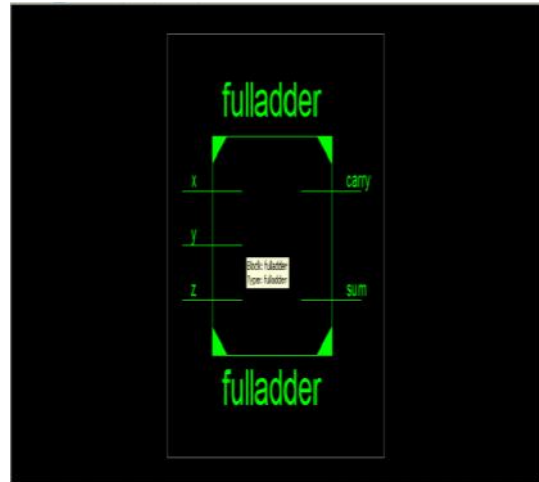 fulladder
x
carry
y
Block: fulladder
Type: fulladder
z
sum
fulladder